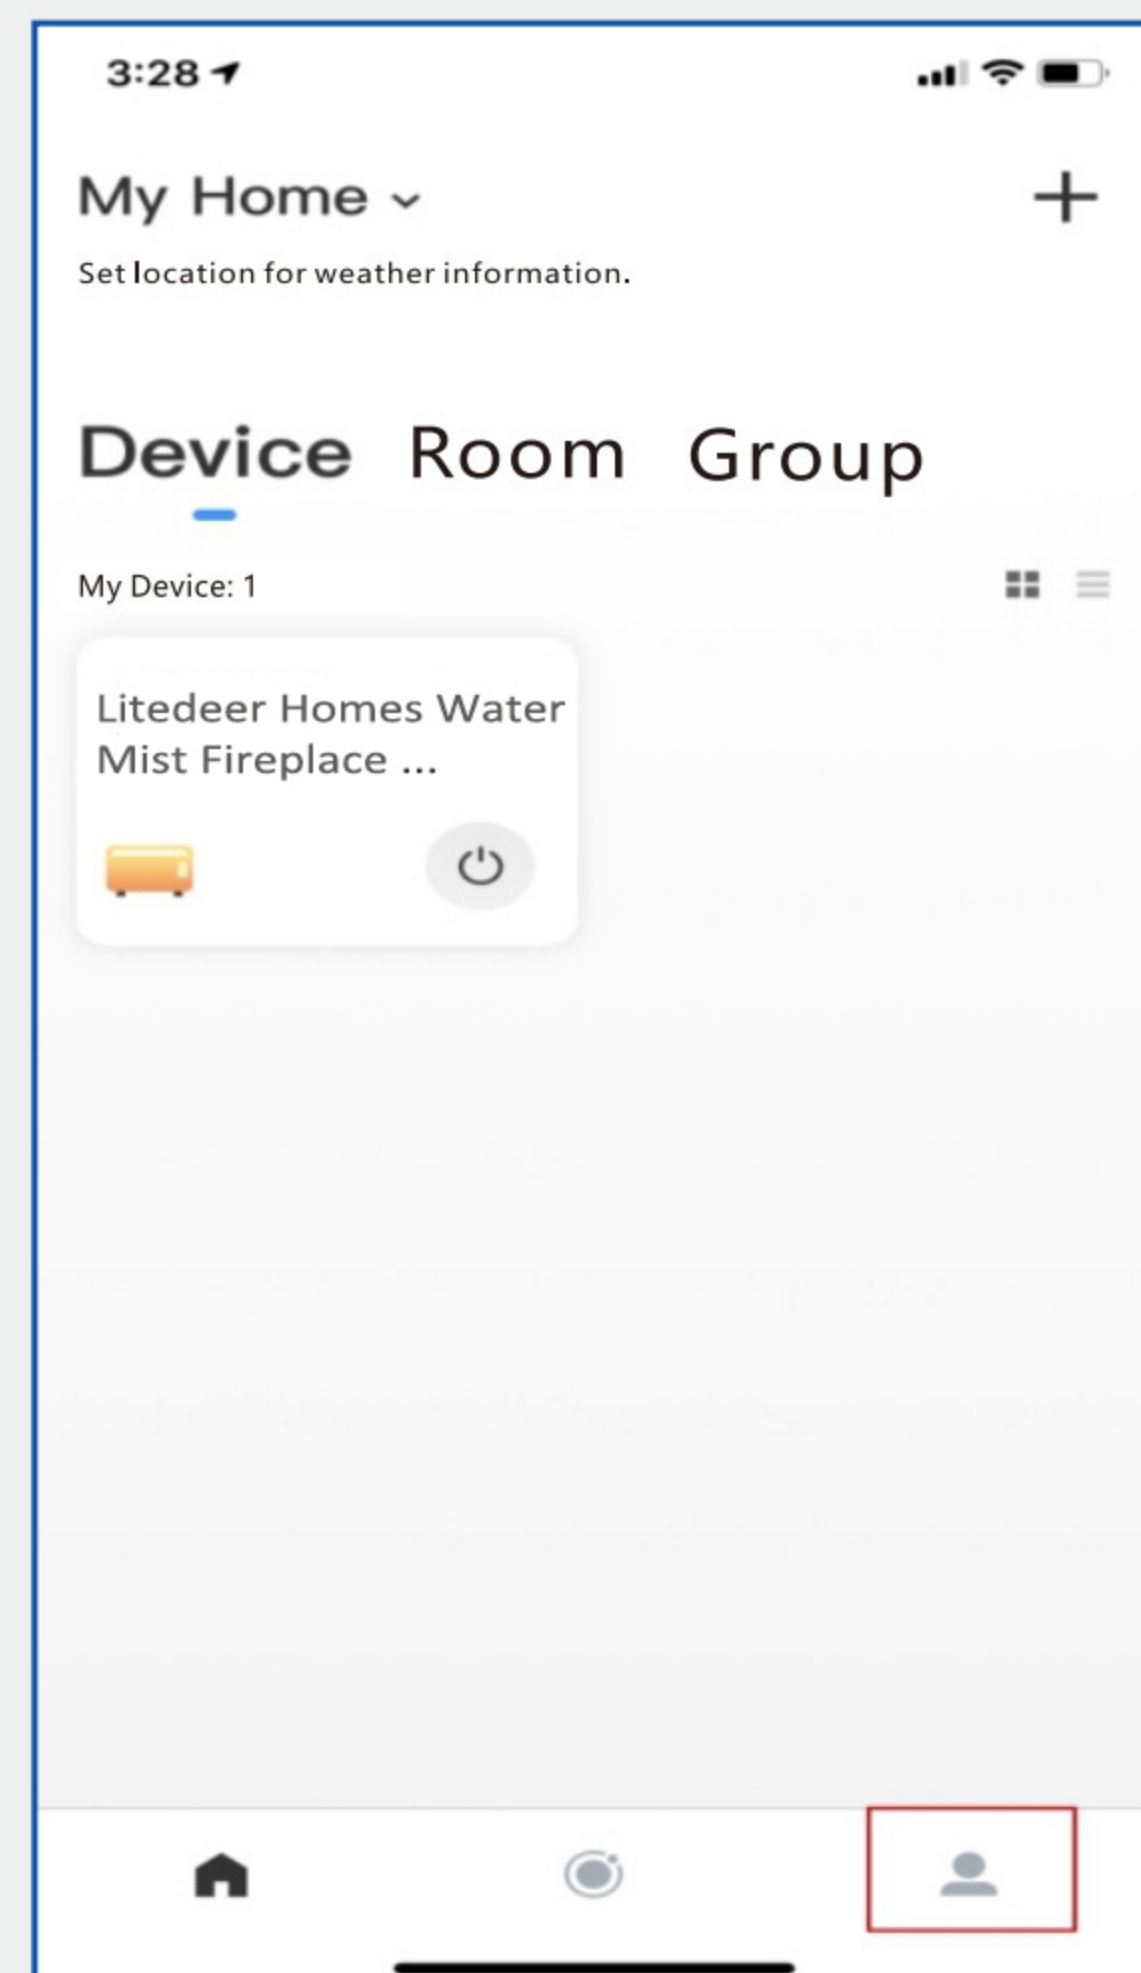 3:28
My Home
Set location for weather information.
Device Room Group
My Device: 1
Litedeer Homes Water
Mist Fireplace ...